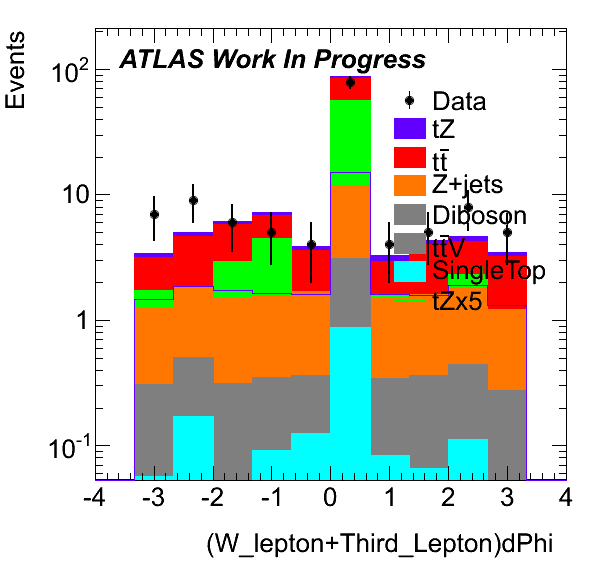 Events
ATLAS Work In Progress
10²
10
1
10⁻¹
Data
tZ
tt̄
Z+jets
Diboson
tt̄V
SingleTop
tZx5
-4 -3 -2 -1 0 1 2 3 4
(W_lepton+Third_Lepton)dPhi